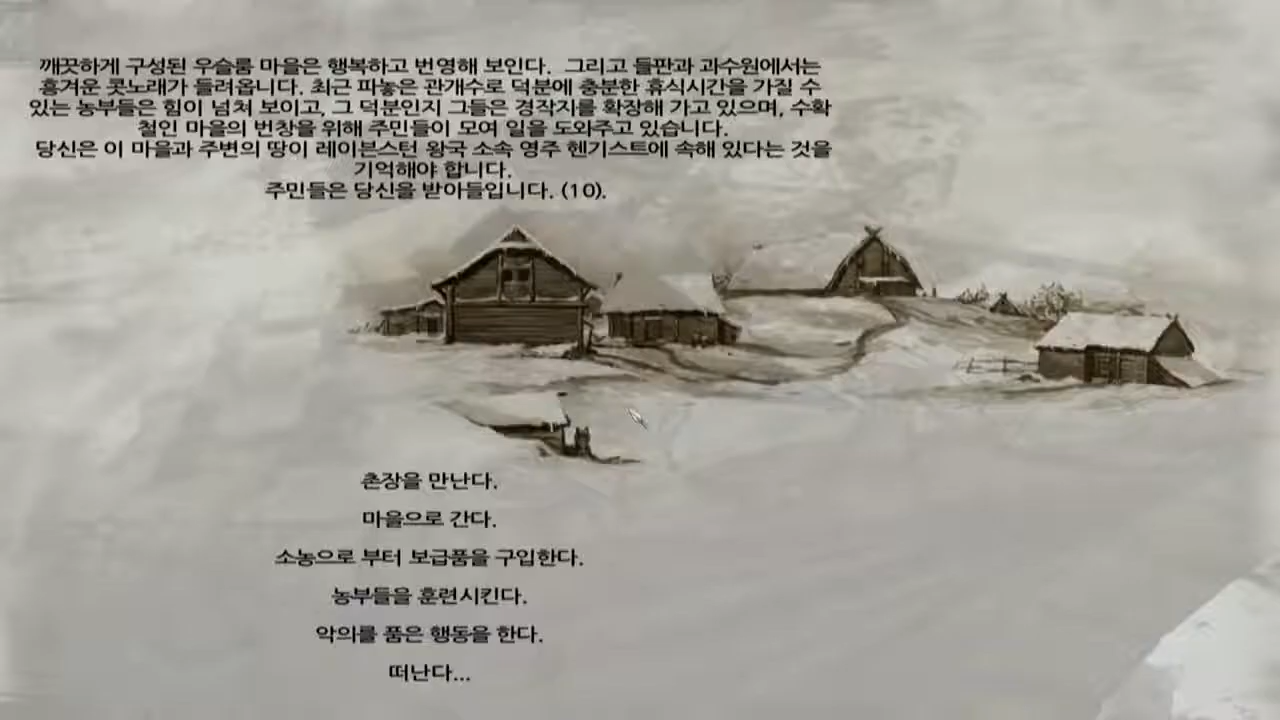 깨끗하게 구성된 우슬룸 마을은 행복하고 번영해 보인다.  그리고 들판과 과수원에서는
흥겨운 콧노래가 들려옵니다. 최근 파놓은 관개수로 덕분에 충분한 휴식시간을 가질 수
있는 농부들은 힘이 넘쳐 보이고, 그 덕분인지 그들은 경작지를 확장해 가고 있으며, 수확
철인 마을의 번창을 위해 주민들이 모여 일을 도와주고 있습니다.
당신은 이 마을과 주변의 땅이 레이븐스턴 왕국 소속 영주 헨기스트에 속해 있다는 것을
기억해야 합니다.
주민들은 당신을 받아들입니다. (10).
촌장을 만난다.
마을으로 간다.
소농으로 부터 보급품을 구입한다.
농부들을 훈련시킨다.
악의를 품은 행동을 한다.
떠난다...